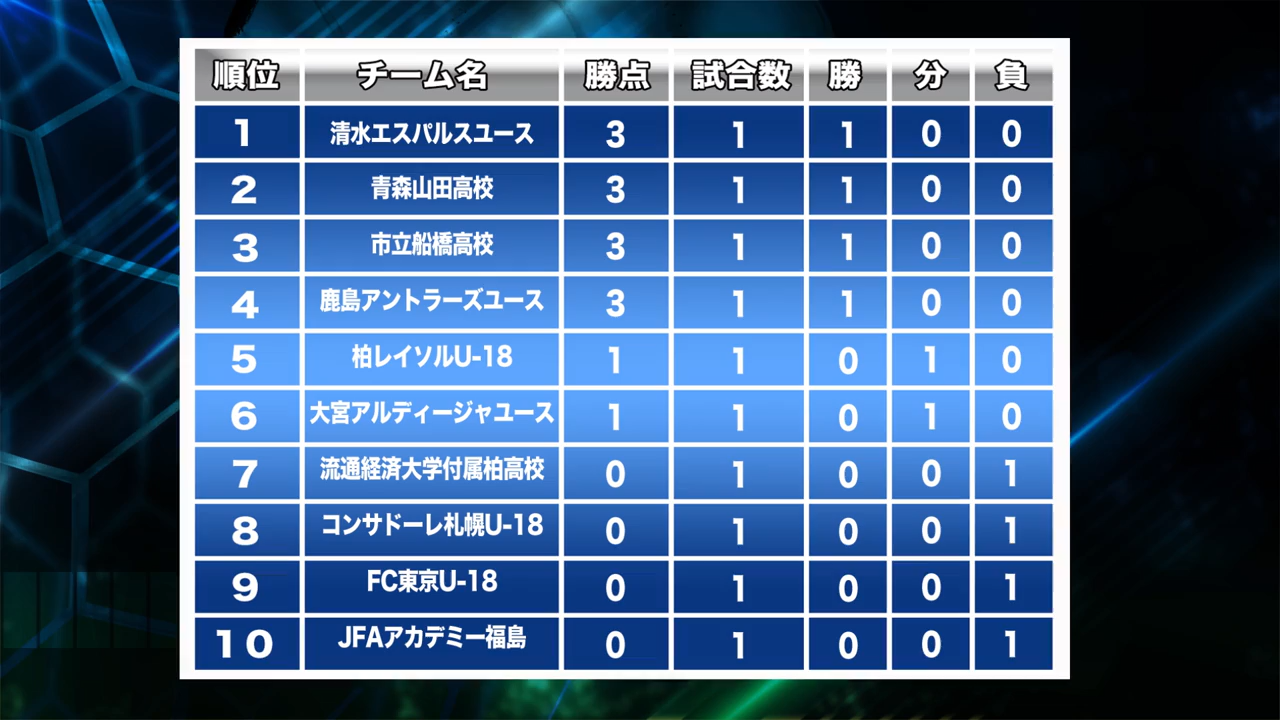 順位 チーム名 勝点 試合数 勝 分 負
1 清水エスパルスユース 3 1 1 0 0
2 青森山田高校 3 1 1 0 0
3 市立船橋高校 3 1 1 0 0
4 鹿島アントラーズユース 3 1 1 0 0
5 柏レイソルU-18 1 1 0 1 0
6 大宮アルディージャユース 1 1 0 1 0
7 流通経済大学付属柏高校 0 1 0 0 1
8 コンサドーレ札幌U-18 0 1 0 0 1
9 FC東京U-18 0 1 0 0 1
10 JFAアカデミー福島 0 1 0 0 1